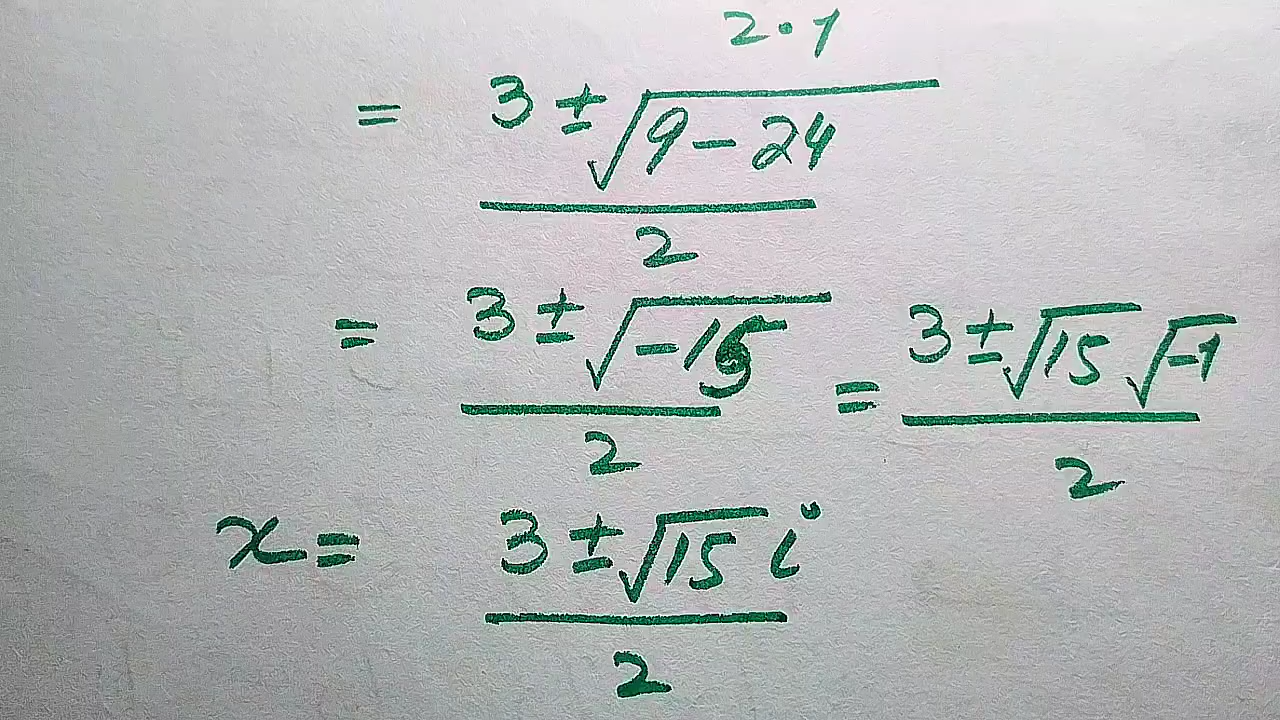 2·1
= 3 ± √(9 - 24) / 2
= 3 ± √(-15) / 2 = 3 ± √15 √-1 / 2
x = 3 ± √15 i / 2